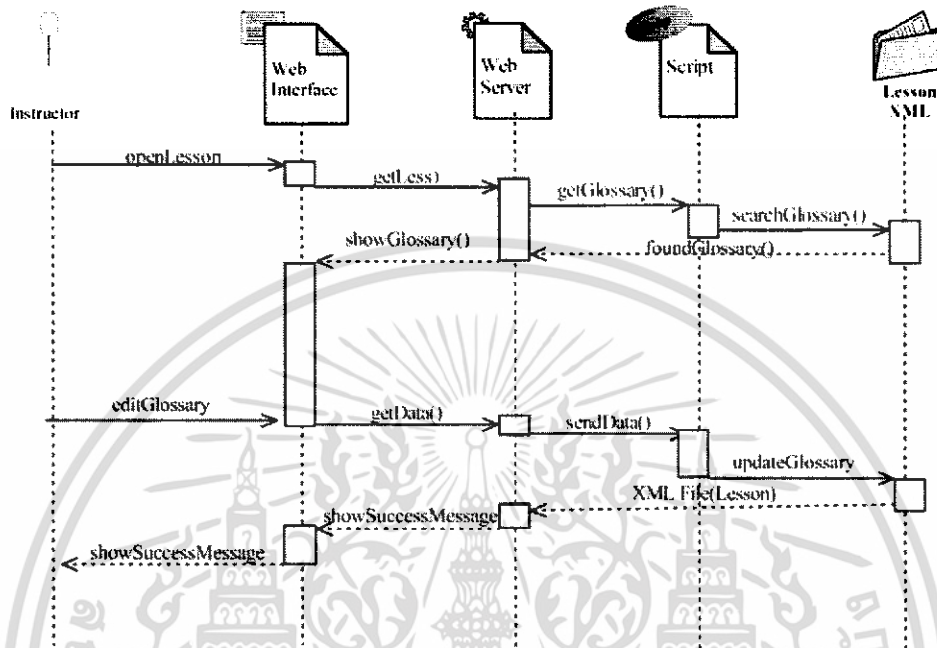 Instructor
Web
Interface
Web
Server
Script
Lesson
XML
openLesson
getLess)
getGlossary()
searchGlossary()
showGlossary()
foundGlossary()
editGlossary
getData()
sendData()
updateGlossary
XML File(Lesson)
showSuccessMessage
showSuccessMessage